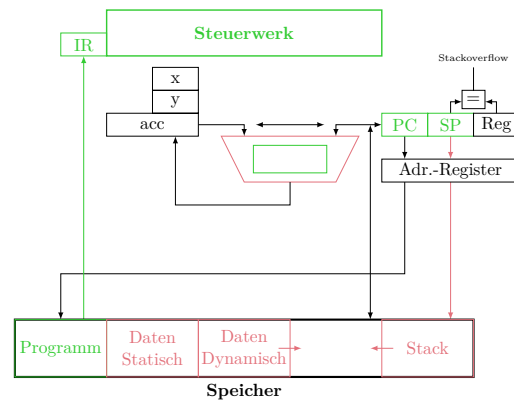 Steuerwerk
IR
Stackoverflow
x
y
=
acc
PC
SP
Reg
Adr.-Register
Programm
Daten
Statisch
Daten
Dynamisch
Stack
Speicher